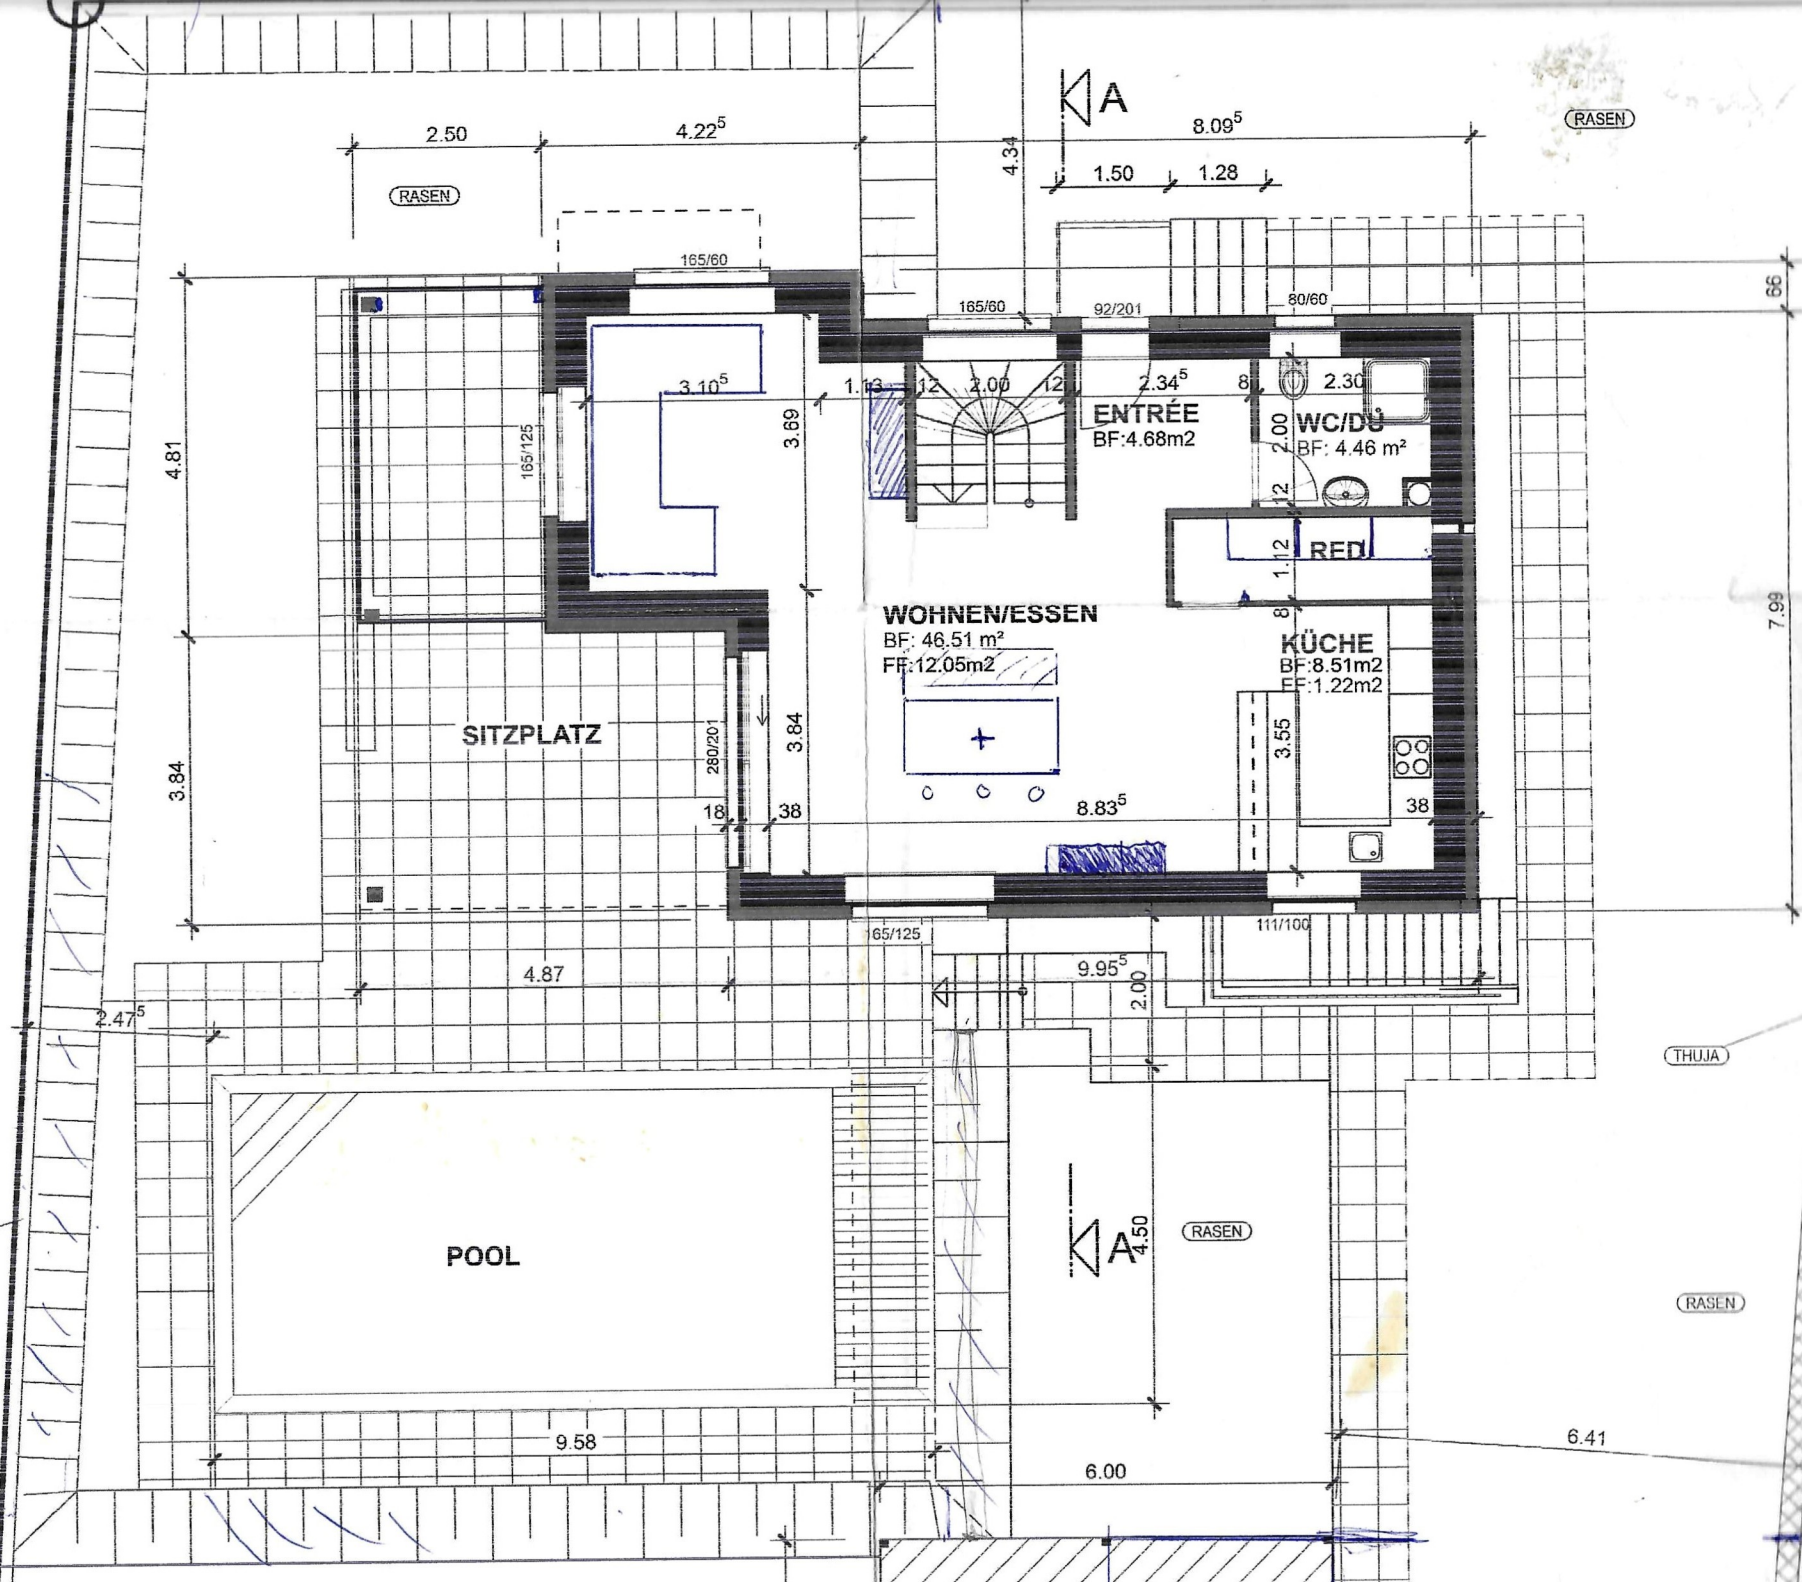 A
RASEN
2.50
4.22⁵
8.09⁵
4.34
1.50
1.28
RASEN
165/60
165/60
92/201
80/60
66
3.10⁵
1.13
12
2.00
12
2.34⁵
8
2.30
ENTRÉE
BF:4.68m2
WC/DU
BF: 4.46 m²
2.00
12
3.69
165/125
4.81
RED
1.12
8
WOHNEN/ESSEN
BF: 46.51 m²
FF:12.05m2
KÜCHE
BF:8.51m2
FF:1.22m2
7.99
SITZPLATZ
280/201
3.84
3.84
3.55
18
38
8.83⁵
38
165/125
111/100
4.87
9.95⁵
2.00
2.47⁵
THUJA
POOL
A
4.50
RASEN
RASEN
9.58
6.00
6.41